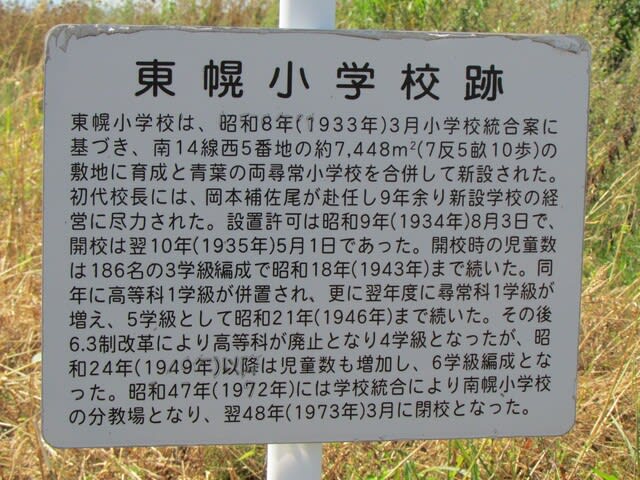 東幌小学校跡
東幌小学校は、昭和8年(1933年)3月小学校統合案に
基づき、南14線西5番地の約7,448m²(7反5畝10歩)の
敷地に育成と青葉の両尋常小学校を合併して新設された。
初代校長には、岡本補佐尾が赴任し9年余り新設学校の経
営に尽力された。設置許可は昭和9年(1934年)8月3日で、
開校は翌10年(1935年)5月1日であった。開校時の児童数
は186名の3学級編成で昭和18年(1943年)まで続いた。同
年に高等科1学級が併置され、更に翌年度に尋常科1学級が
増え、5学級として昭和21年(1946年)まで続いた。その後
6.3制改革により高等科が廃止となり4学級となったが、昭
和24年(1949年)以降は児童数も増加し、6学級編成とな
った。昭和47年(1972年)には学校統合により南幌小学校
の分教場となり、翌48年(1973年)3月に閉校となった。